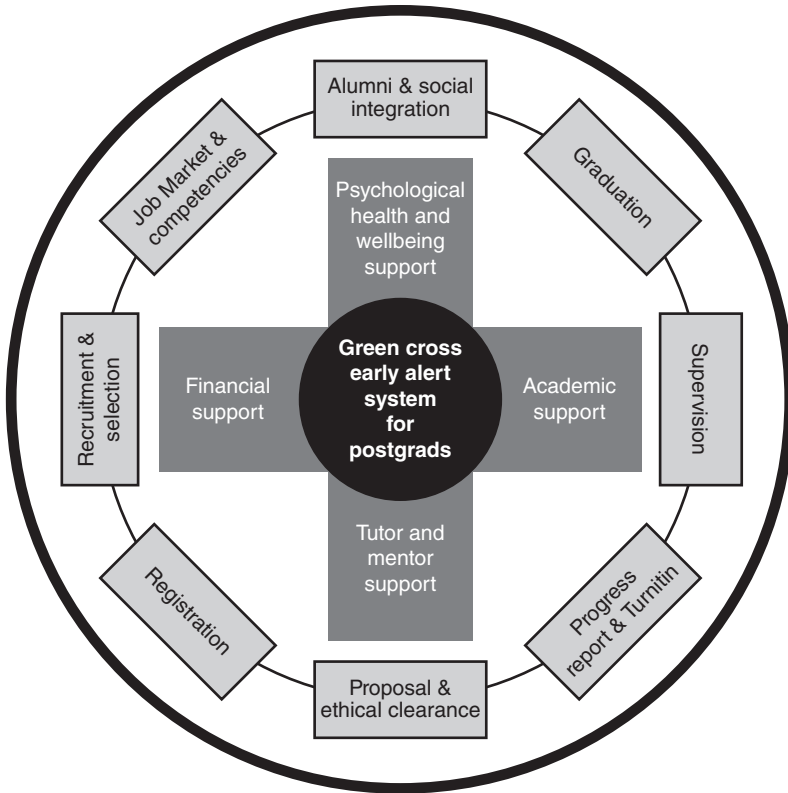 Alumni & social
integration
Graduation
Supervision
Progress
report & Turnitin
Proposal &
ethical clearance
Registration
Recruitment &
selection
Job Market &
competencies
Psychological
health and
wellbeing
support
Academic
support
Tutor and
mentor
support
Financial
support
Green cross
early alert
system
for
postgrads